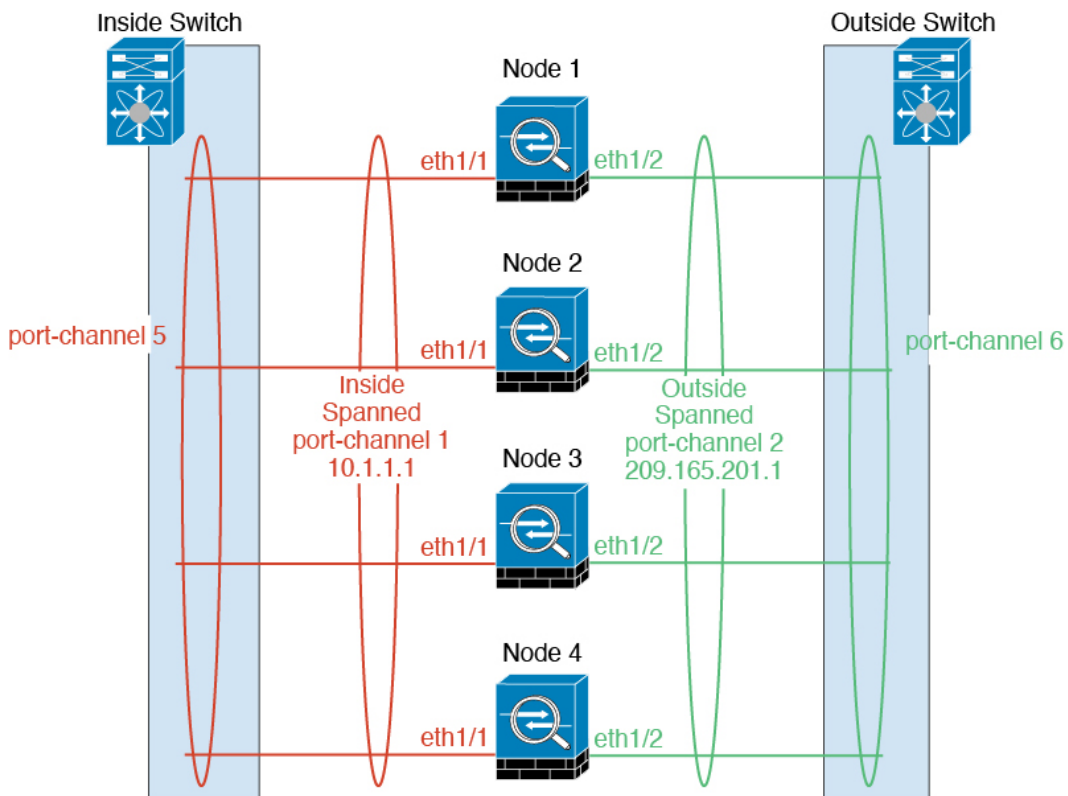 Inside Switch
Outside Switch
Node 1
eth1/1
eth1/2
Node 2
port-channel 5
eth1/1
eth1/2
port-channel 6
Inside
Spanned
port-channel 1
10.1.1.1
Outside
Spanned
port-channel 2
209.165.201.1
Node 3
eth1/1
eth1/2
Node 4
eth1/1
eth1/2